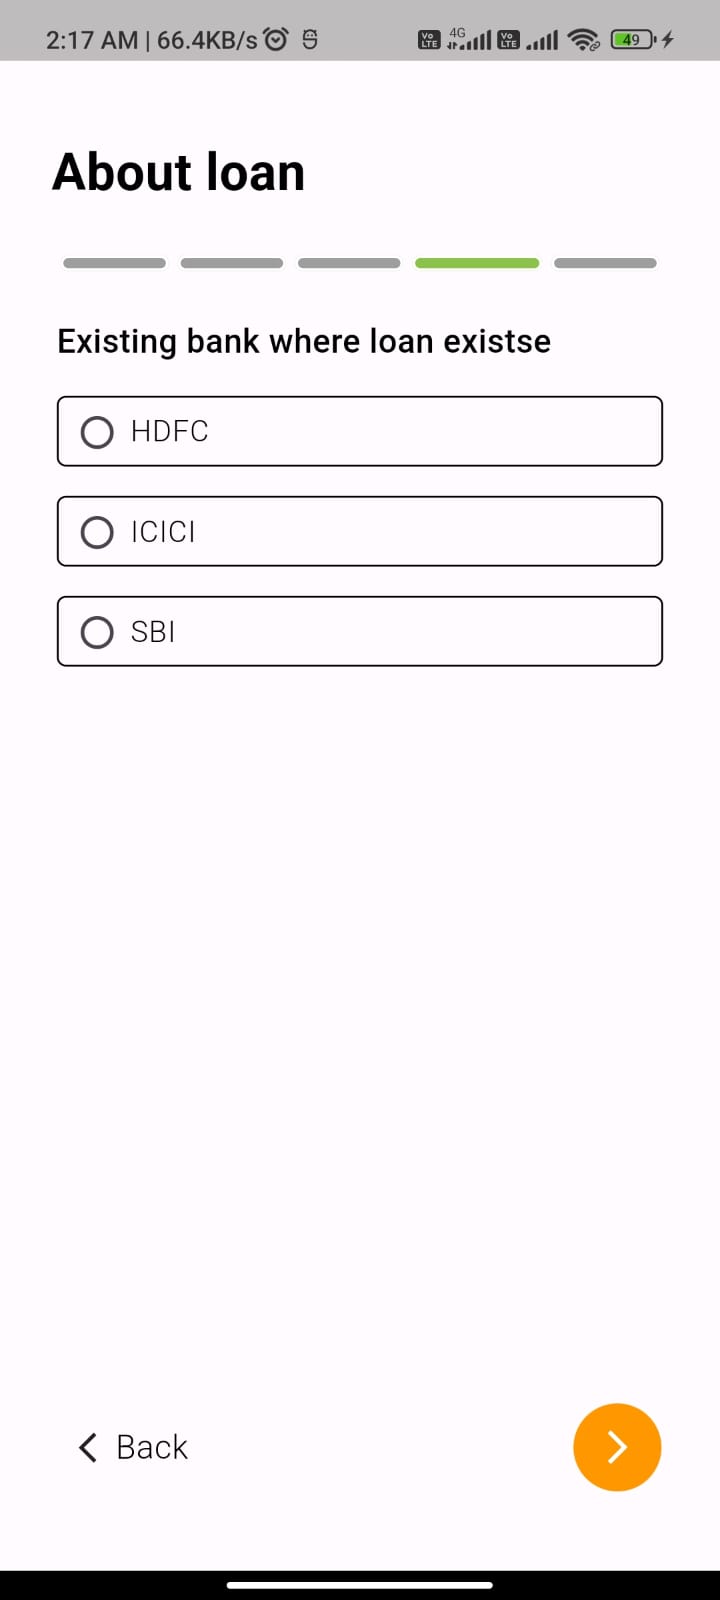 2:17 AM | 66.4KB/s
Vo LTE 4G Vo LTE 49
About loan
Existing bank where loan existse
HDFC
ICICI
SBI
Back